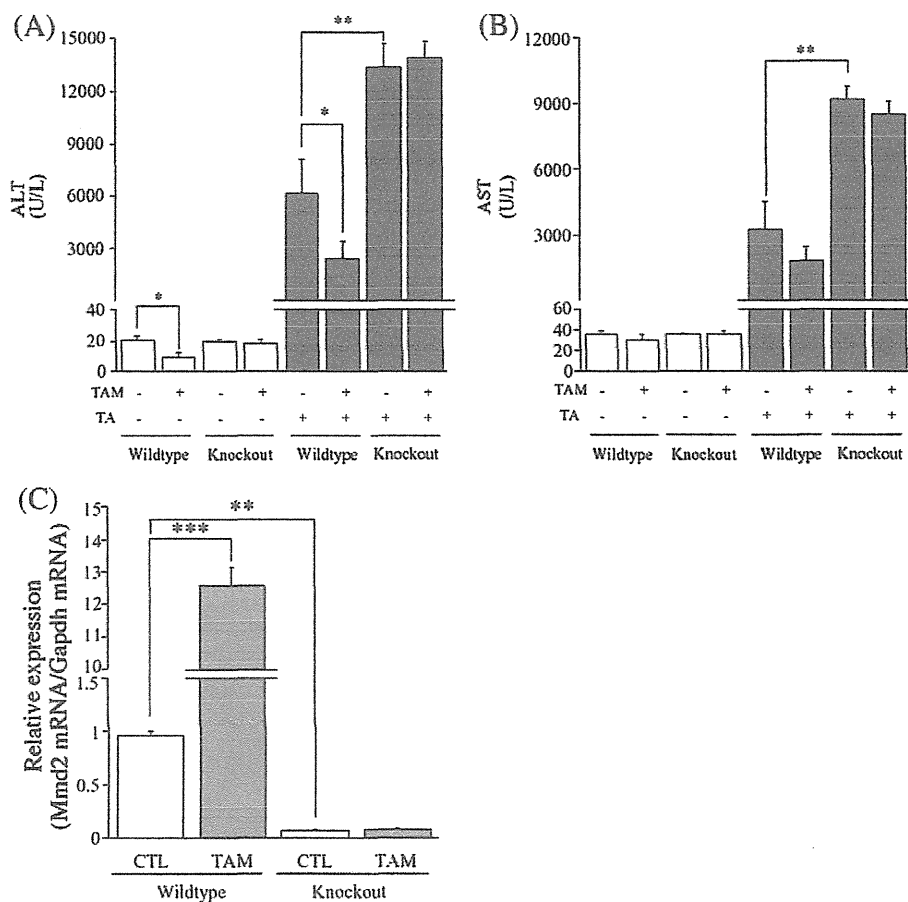 (A)
15000
12000
9000
6000
3000
40
20
0
ALT
(U/L)
**
*
*
TAM - + - + - + - +
TA - - - - + + + +
Wildtype Knockout Wildtype Knockout
(B)
12000
9000
6000
3000
60
40
20
0
AST
(U/L)
**
TAM - + - + - + - +
TA - - - - + + + +
Wildtype Knockout Wildtype Knockout
(C)
15
14
13
12
11
10
1.5
1
0.5
0
Relative expression
(Mmd2 mRNA/Gapdh mRNA)
**
***
CTL TAM CTL TAM
Wildtype Knockout